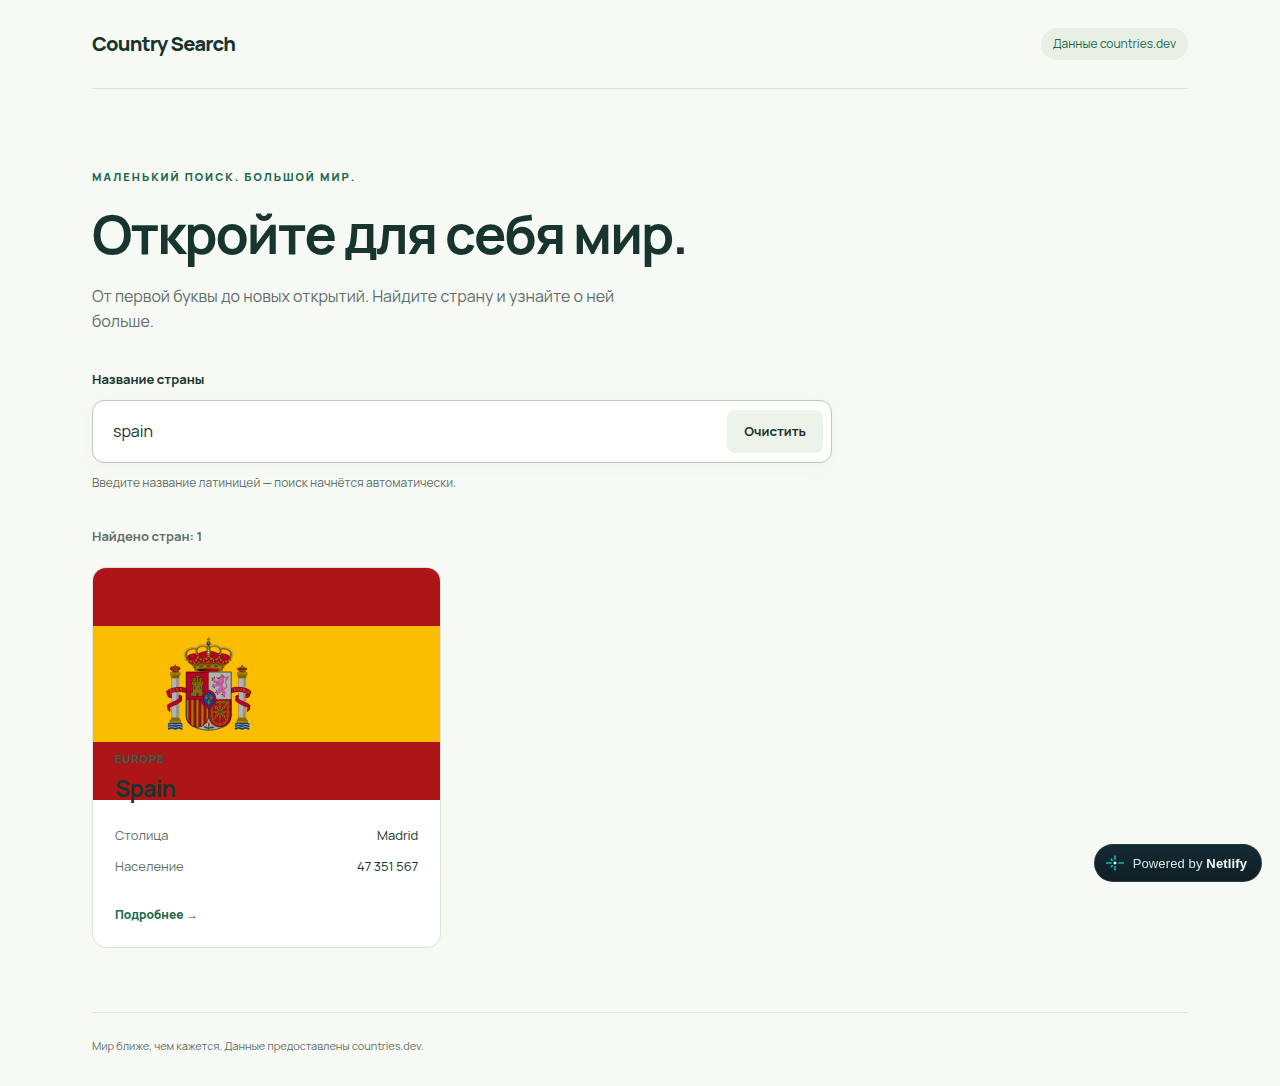 Country Search
Данные countries.dev
МАЛЕНЬКИЙ ПОИСК. БОЛЬШОЙ МИР.
Откройте для себя мир.
От первой буквы до новых открытий. Найдите страну и узнайте о ней
больше.
Название страны
spain
Очистить
Введите название латиницей — поиск начнётся автоматически.
Найдено стран: 1
EUROPE
Spain
Столица Madrid
Население 47 351 567
Подробнее →
Powered by Netlify
Мир ближе, чем кажется. Данные предоставлены countries.dev.